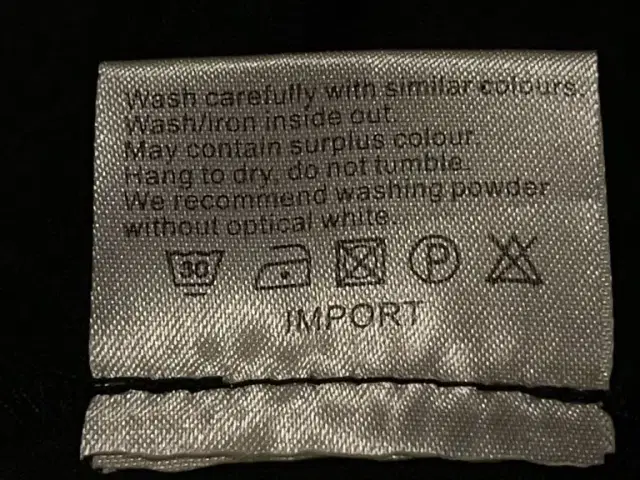 Wash carefully with similar colours.
Wash/Iron inside out.
May contain surplus colour.
Hang to dry, do not tumble.
We recommend washing powder
without optical white.
30 P
IMPORT